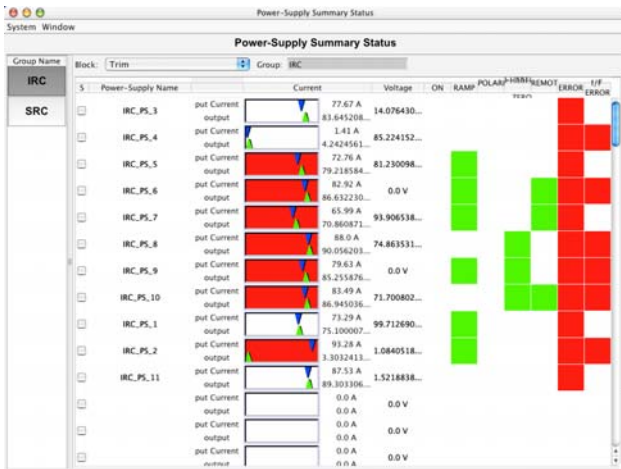 Power-Supply Summary Status
System Window
Power-Supply Summary Status
Group Name
IRC
SRC
Block: Trim Group: IRC
S Power-Supply Name Current Voltage ON RAMP POLARI REMOT ERROR I/F ERROR
ZERO
IRC_PS_3 put Current 77.67 A 14.076430...
output 83.645208...
IRC_PS_4 put Current 1.41 A 85.224152...
output 4.2424561...
IRC_PS_5 put Current 72.76 A 81.230098...
output 79.218584...
IRC_PS_6 put Current 82.92 A 0.0 V
output 86.632230...
IRC_PS_7 put Current 65.99 A 93.906538...
output 70.860871...
IRC_PS_8 put Current 88.0 A 74.863531...
output 90.056203...
IRC_PS_9 put Current 79.63 A 0.0 V
output 85.255876...
IRC_PS_10 put Current 83.49 A 71.700802...
output 86.945036...
IRC_PS_1 put Current 73.29 A 99.712690...
output 75.100007...
IRC_PS_2 put Current 93.28 A 1.0840518...
output 3.3032413...
IRC_PS_11 put Current 87.53 A 1.5218838...
output 89.303306...
put Current 0.0 A 0.0 V
output 0.0 A
put Current 0.0 A 0.0 V
output 0.0 A
put Current 0.0 A 0.0 V
output 0.0 A